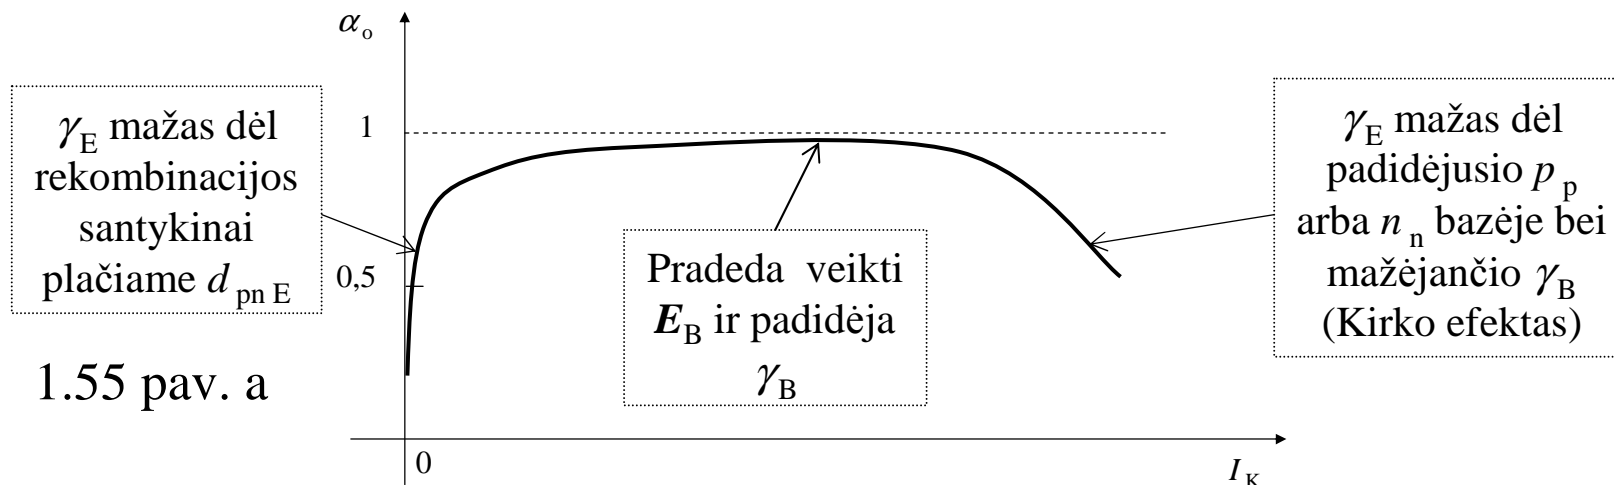 α₀
γ_E mažas dėl
rekombinacijos
santykinai
plačiame d_pn E
1
0,5
Pradeda veikti
E_B ir padidėja
γ_B
γ_E mažas dėl
padidėjusio p_p
arba n_n bazėje bei
mažėjančio γ_B
(Kirko efektas)
1.55 pav. a
0
I_K